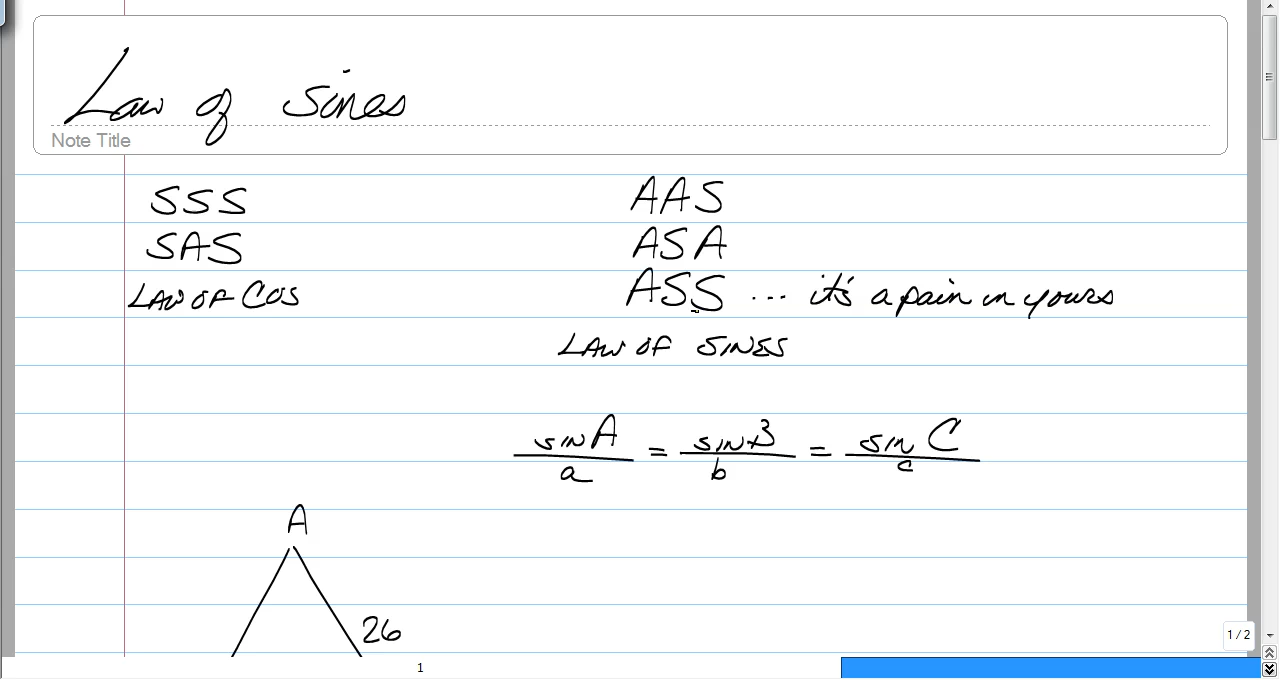 Law of Sines
Note Title
SSS
AAS
SAS
ASA
LAW OF COS
ASS ... it's a pain in yours
LAW OF SINES
sin A / a = sin B / b = sin C / c
A
26
1 / 2
1